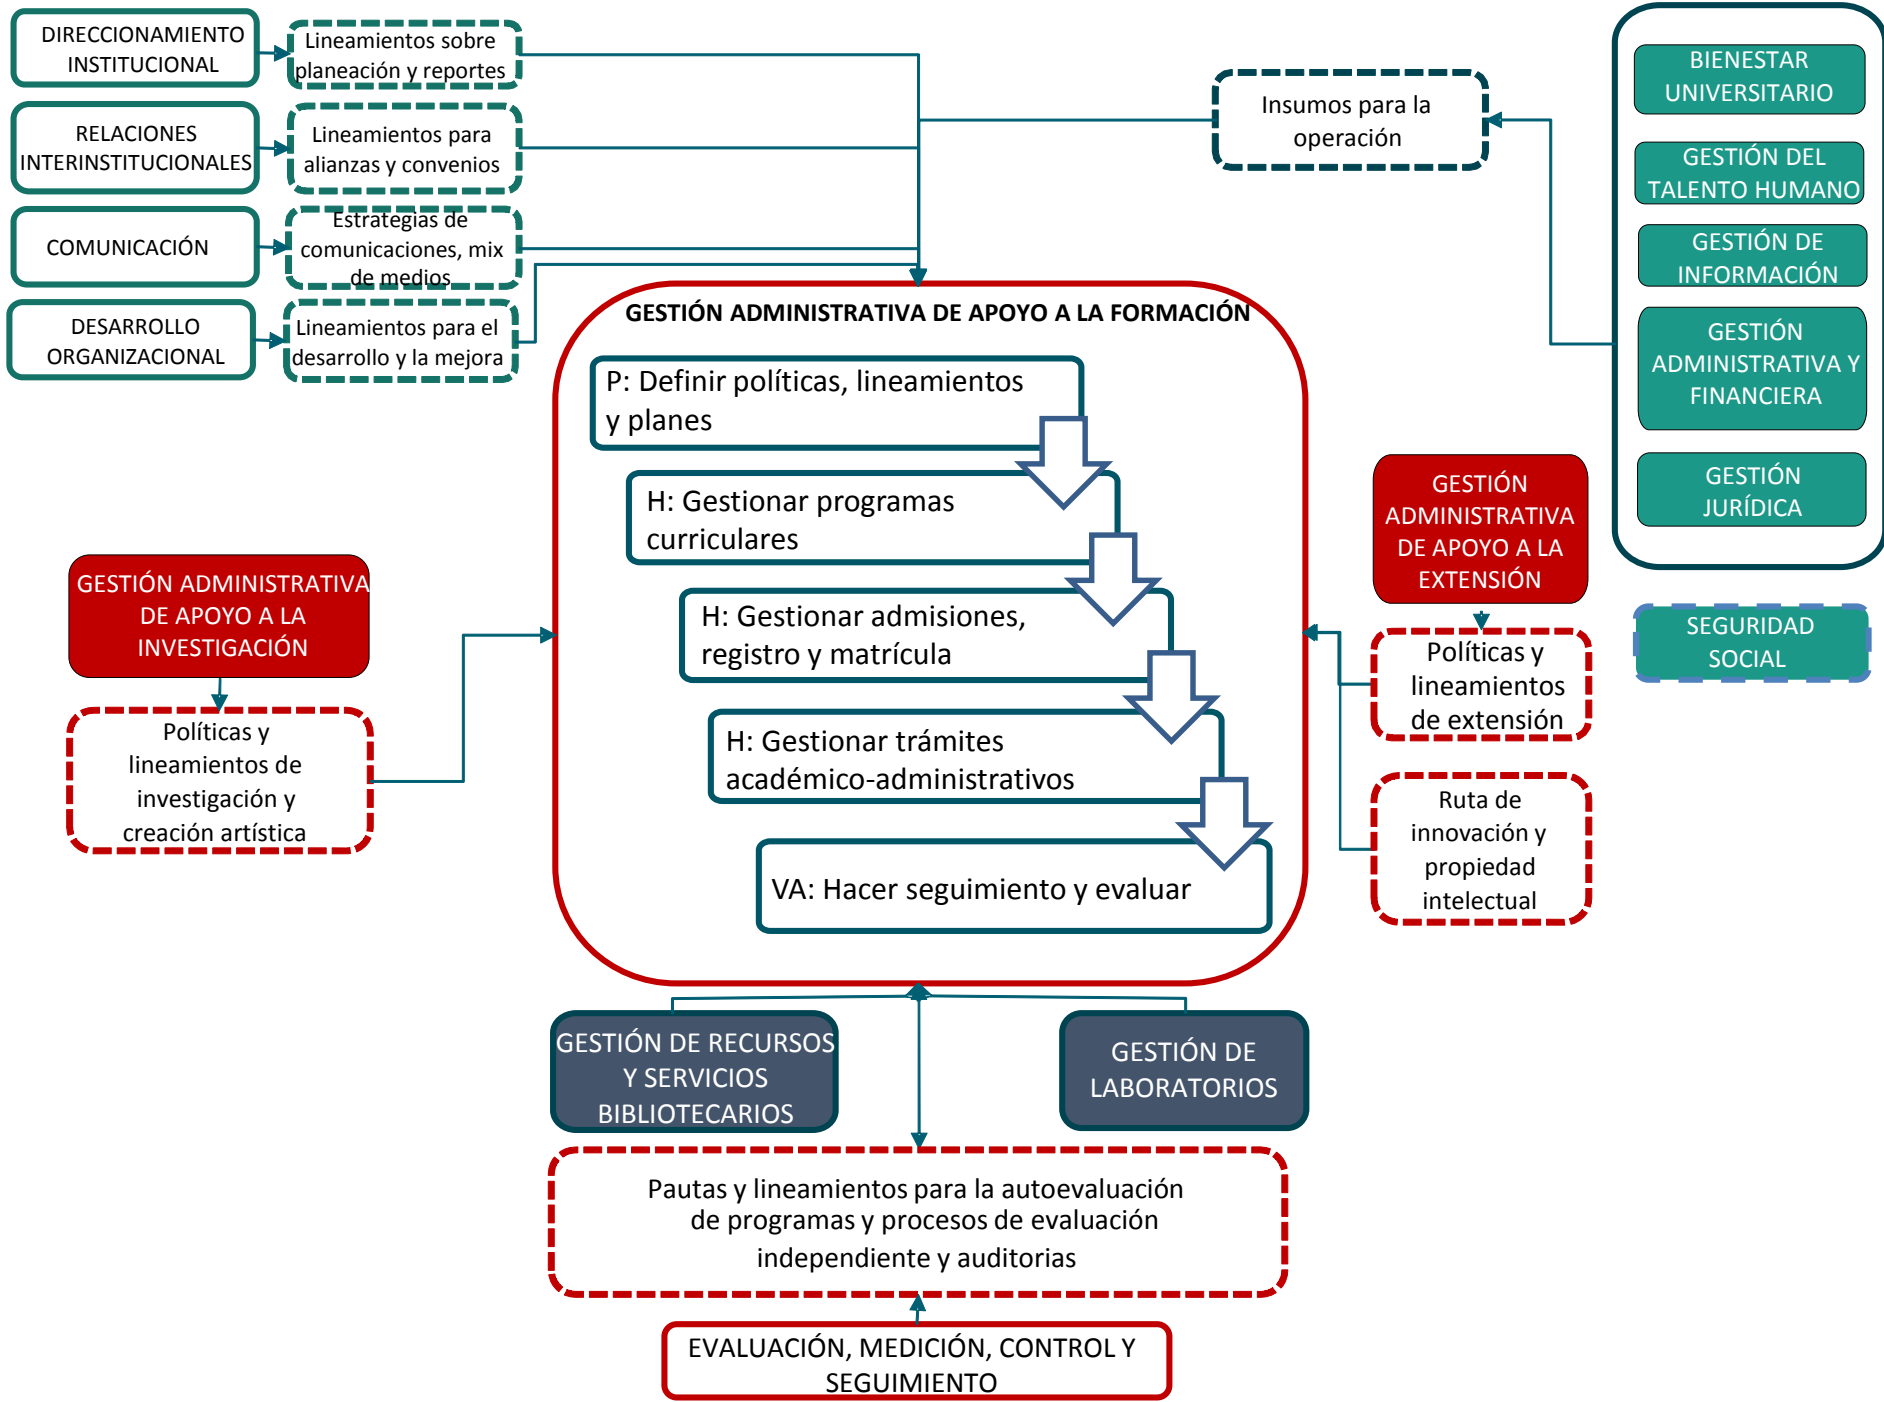 DIRECCIONAMIENTO
INSTITUCIONAL
Lineamientos sobre
planeación y reportes
RELACIONES
INTERINSTITUCIONALES
Lineamientos para
alianzas y convenios
COMUNICACIÓN
Estrategias de
comunicaciones, mix
de medios
DESARROLLO
ORGANIZACIONAL
Lineamientos para el
desarrollo y la mejora
Insumos para la
operación
BIENESTAR
UNIVERSITARIO
GESTIÓN DEL
TALENTO HUMANO
GESTIÓN DE
INFORMACIÓN
GESTIÓN
ADMINISTRATIVA Y
FINANCIERA
GESTIÓN
JURÍDICA
SEGURIDAD
SOCIAL
GESTIÓN ADMINISTRATIVA DE APOYO A LA FORMACIÓN
P: Definir políticas, lineamientos
y planes
H: Gestionar programas
curriculares
H: Gestionar admisiones,
registro y matrícula
H: Gestionar trámites
académico-administrativos
VA: Hacer seguimiento y evaluar
GESTIÓN ADMINISTRATIVA
DE APOYO A LA
INVESTIGACIÓN
Políticas y
lineamientos de
investigación y
creación artística
GESTIÓN
ADMINISTRATIVA
DE APOYO A LA
EXTENSIÓN
Políticas y
lineamientos
de extensión
Ruta de
innovación y
propiedad
intelectual
GESTIÓN DE RECURSOS
Y SERVICIOS
BIBLIOTECARIOS
GESTIÓN DE
LABORATORIOS
Pautas y lineamientos para la autoevaluación
de programas y procesos de evaluación
independiente y auditorias
EVALUACIÓN, MEDICIÓN, CONTROL Y
SEGUIMIENTO